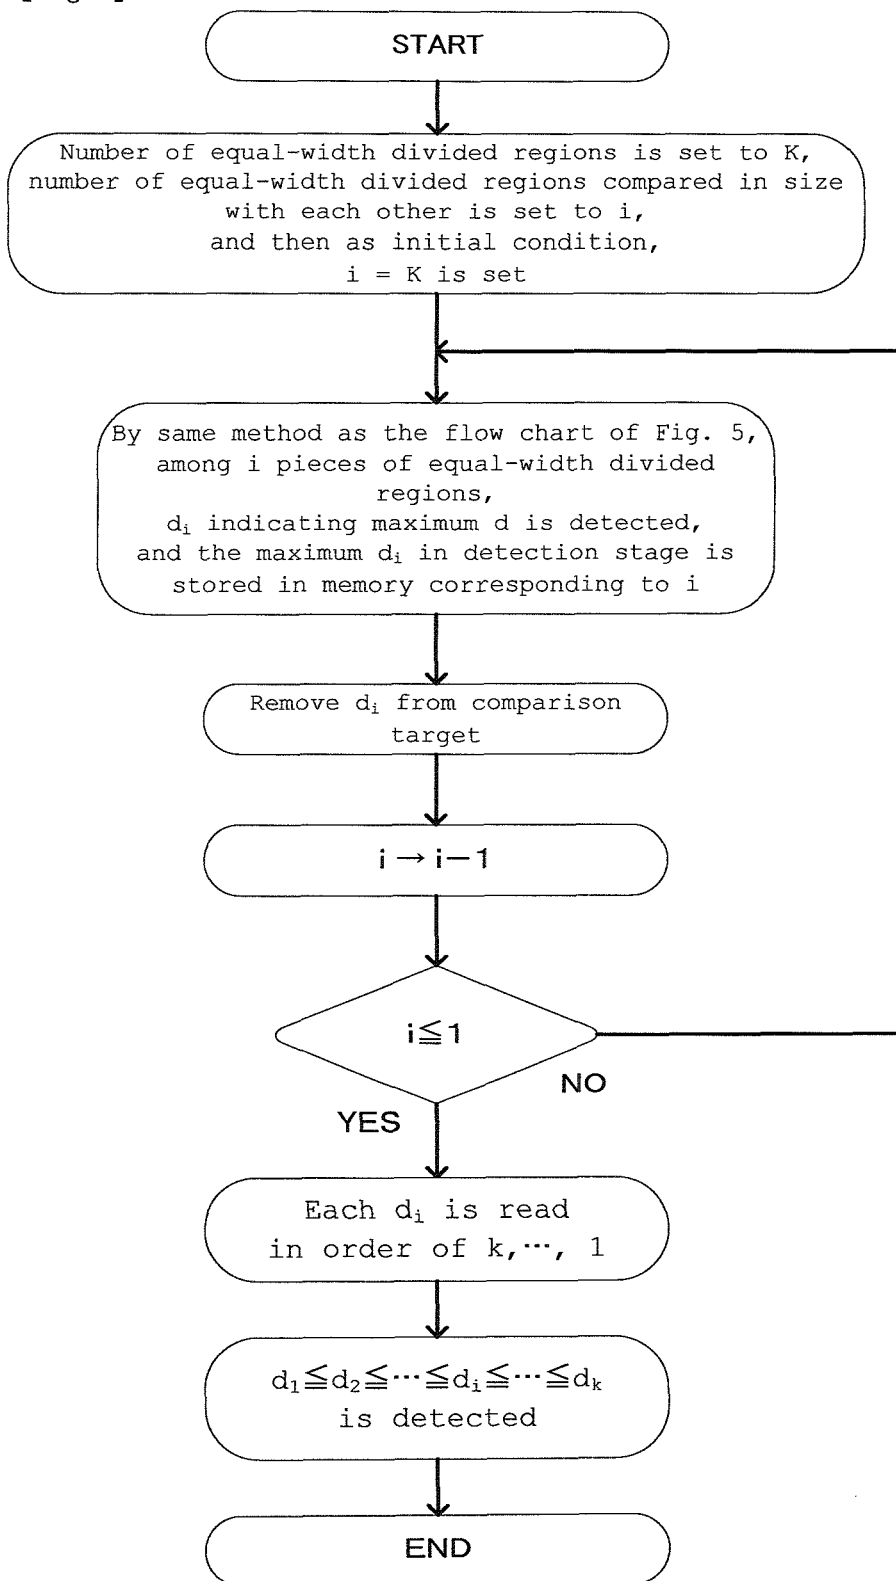 START
Number of equal-width divided regions is set to K,
number of equal-width divided regions compared in size
with each other is set to i,
and then as initial condition,
i = K is set
By same method as the flow chart of Fig. 5,
among i pieces of equal-width divided
regions,
dᵢ indicating maximum d is detected,
and the maximum dᵢ in detection stage is
stored in memory corresponding to i
Remove dᵢ from comparison
target
i → i−1
i≦1
NO
YES
Each dᵢ is read
in order of k,⋯, 1
d₁≦d₂≦⋯≦dᵢ≦⋯≦dₖ
is detected
END